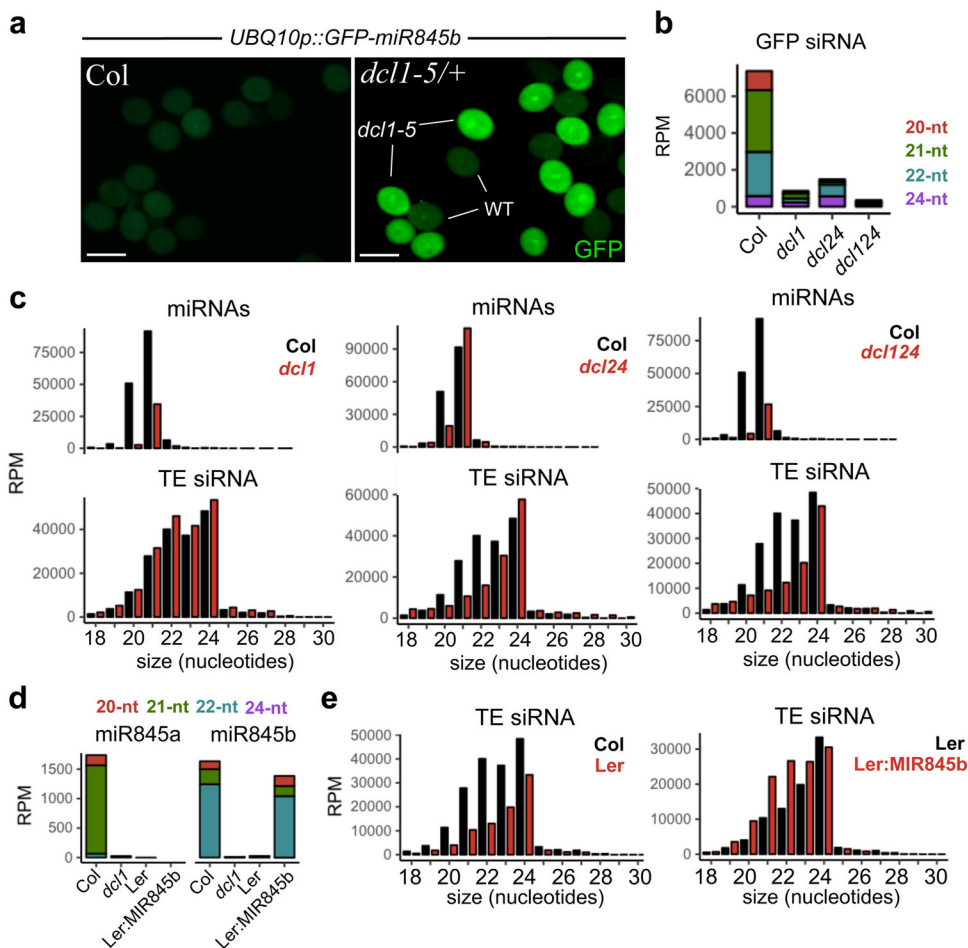 a
UBQ10p::GFP-miR845b
Col
dcl1-5/+
dcl1-5
WT
GFP
b
GFP siRNA
RPM
6000
4000
2000
0
20-nt
21-nt
22-nt
24-nt
Col
dcl1
dcl24
dcl124
c
miRNAs
Col
dcl1
75000
50000
25000
0
miRNAs
Col
dcl24
90000
60000
30000
0
miRNAs
Col
dcl124
75000
50000
25000
0
RPM
TE siRNA
40000
20000
0
18 20 22 24 26 28 30
size (nucleotides)
TE siRNA
60000
40000
20000
0
18 20 22 24 26 28 30
size (nucleotides)
TE siRNA
50000
40000
30000
20000
10000
0
18 20 22 24 26 28 30
size (nucleotides)
d
20-nt 21-nt 22-nt 24-nt
miR845a miR845b
RPM
1500
1000
500
0
Col
dcl1
Ler
Ler:MIR845b
Col
dcl1
Ler
Ler:MIR845b
e
TE siRNA
Col
Ler
RPM
50000
40000
30000
20000
10000
0
18 20 22 24 26 28 30
size (nucleotides)
TE siRNA
Ler
Ler:MIR845b
30000
20000
10000
0
18 20 22 24 26 28 30
size (nucleotides)